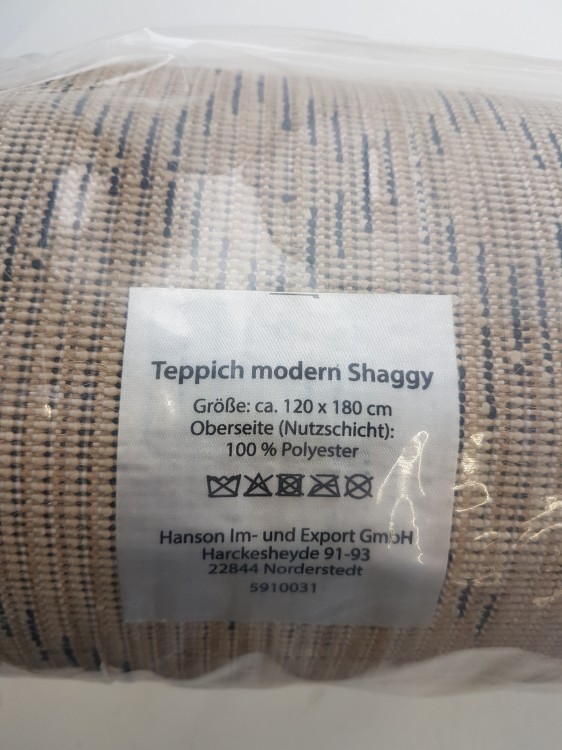 Teppich modern Shaggy
Größe: ca. 120 x 180 cm
Oberseite (Nutzschicht):
100 % Polyester
Hanson Im- und Export GmbH
Harckesheyde 91-93
22844 Norderstedt
5910031